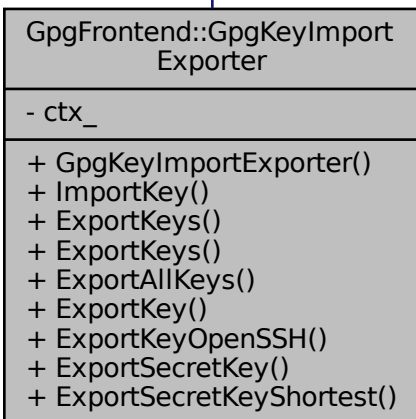 GpgFrontend::GpgKeyImport
Exporter
- ctx_
+ GpgKeyImportExporter()
+ ImportKey()
+ ExportKeys()
+ ExportKeys()
+ ExportAllKeys()
+ ExportKey()
+ ExportKeyOpenSSH()
+ ExportSecretKey()
+ ExportSecretKeyShortest()